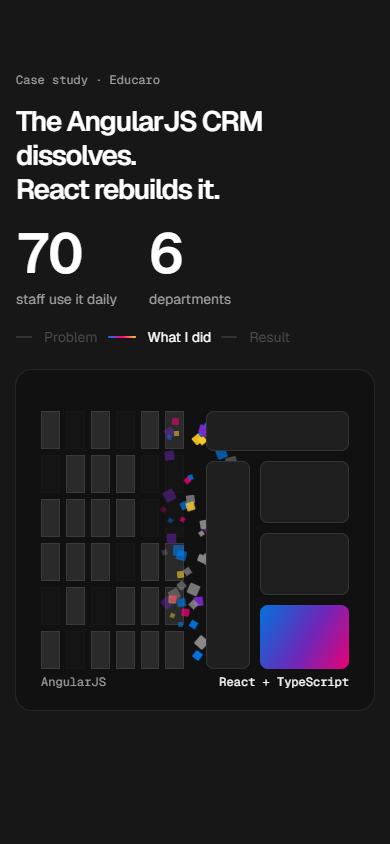 Case study · Educaro
The AngularJS CRM
dissolves.
React rebuilds it.
70 6
staff use it daily departments
Problem What I did Result
AngularJS React + TypeScript